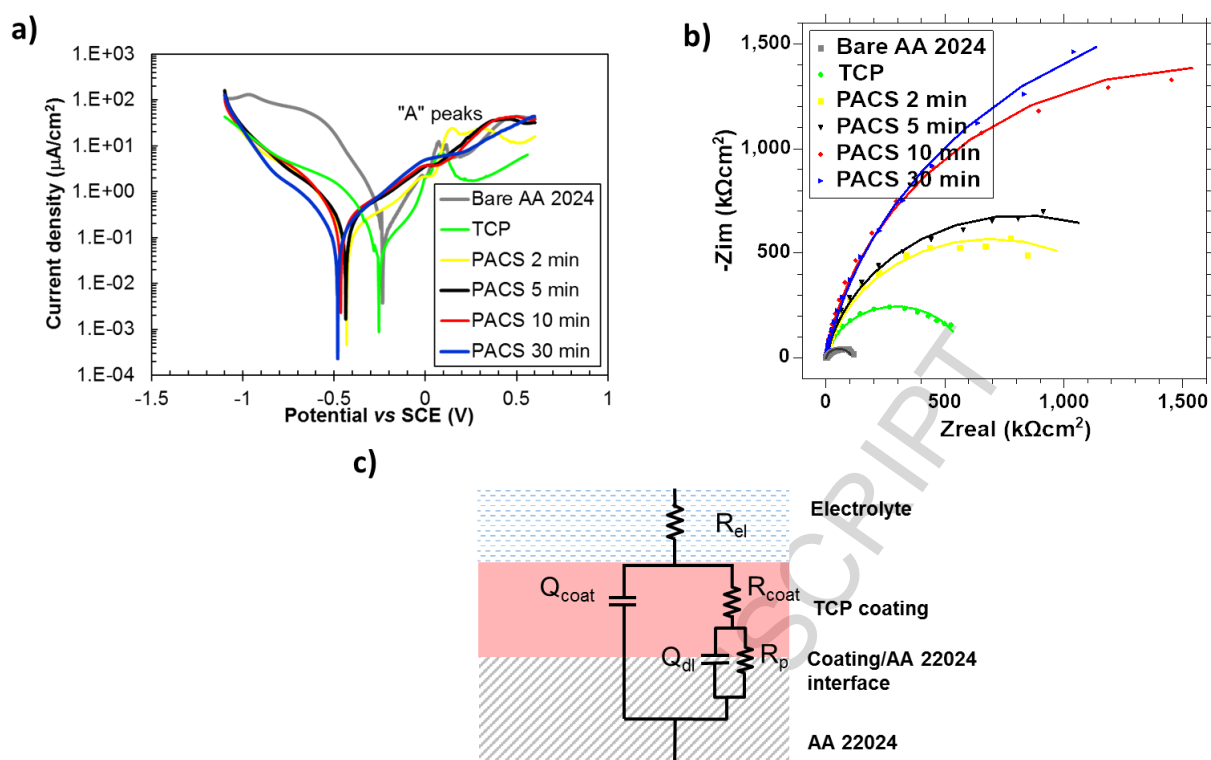 a)
1.E+03
1.E+02
1.E+01
1.E+00
1.E-01
1.E-02
1.E-03
1.E-04
Current density (µA/cm²)
"A" peaks
Bare AA 2024
TCP
PACS 2 min
PACS 5 min
PACS 10 min
PACS 30 min
-1.5 -1 -0.5 0 0.5 1
Potential vs SCE (V)
b)
1,500
1,000
500
0
-Zim (kΩcm²)
Bare AA 2024
TCP
PACS 2 min
PACS 5 min
PACS 10 min
PACS 30 min
0 500 1,000 1,500
Zreal (kΩcm²)
c)
Rel
Electrolyte
Qcoat
Rcoat
TCP coating
Qdl
Rp
Coating/AA 22024
interface
AA 22024
SCRIPT